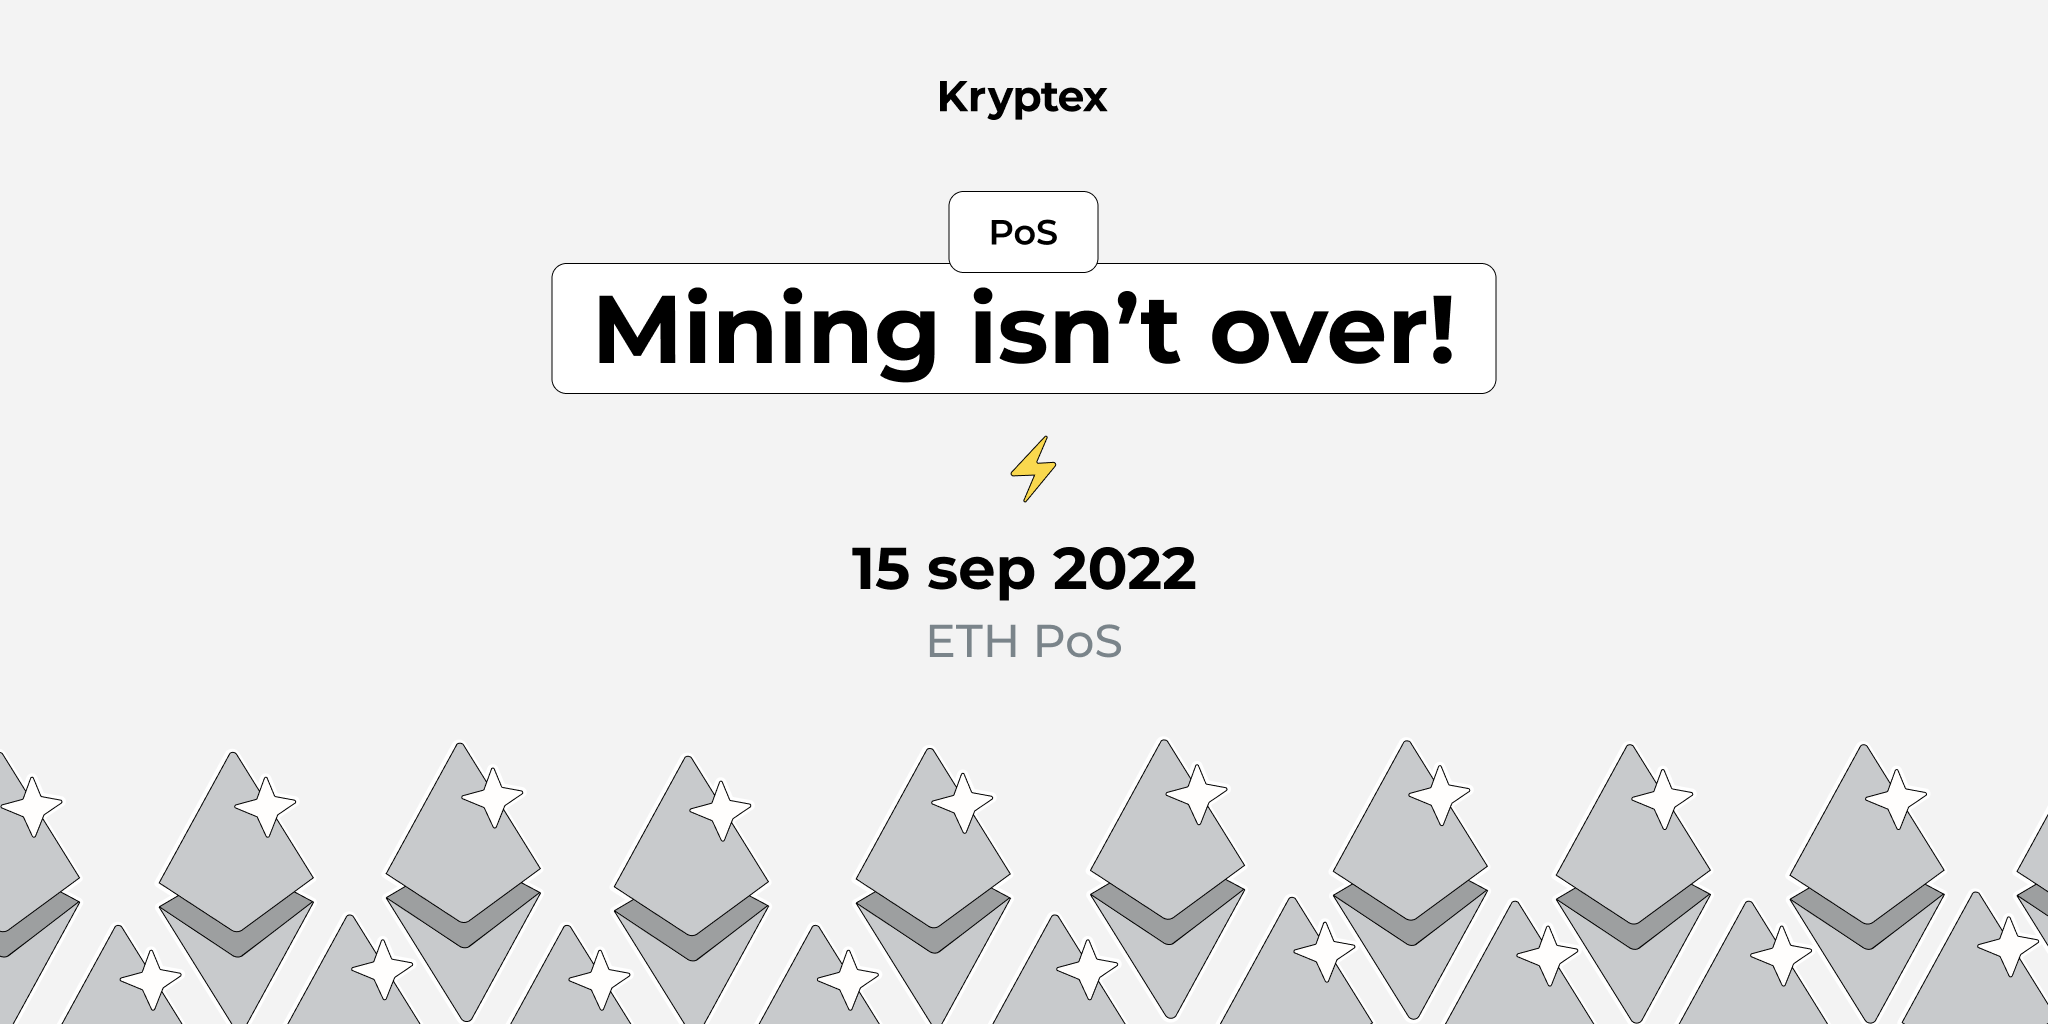 Kryptex
PoS
Mining isn’t over!
15 sep 2022
ETH PoS